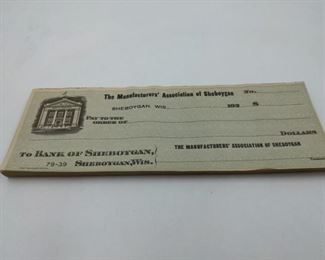 The Manufacturers' Association of Sheboygan No.
SHEBOYGAN, WIS. 192 $
PAY TO THE
ORDER OF
DOLLARS
TO BANK OF SHEBOYGAN,
THE MANUFACTURERS' ASSOCIATION OF SHEBOYGAN
79-39 SHEBOYGAN, WIS.